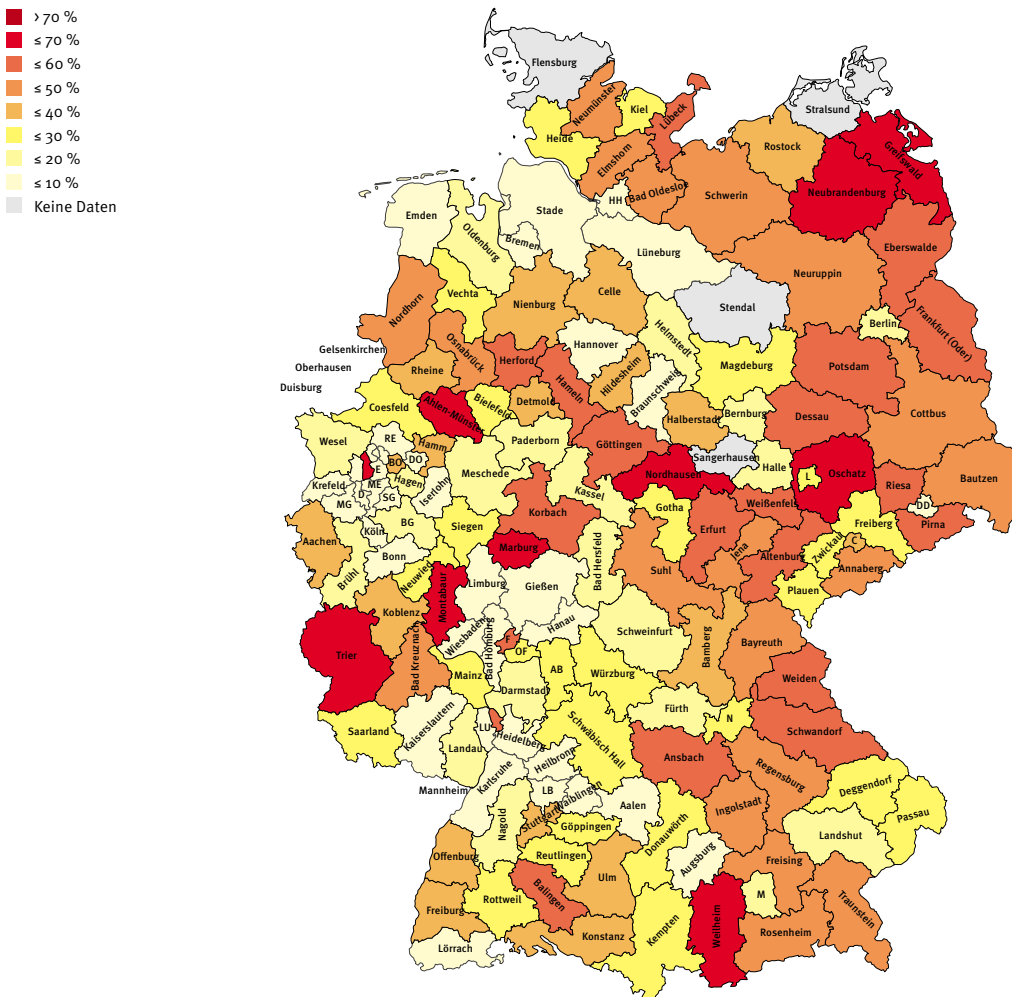 > 70 %
≤ 70 %
≤ 60 %
≤ 50 %
≤ 40 %
≤ 30 %
≤ 20 %
≤ 10 %
Keine Daten
Flensburg
Neumünster
Kiel
Lübeck
Stralsund
Heide
Rostock
Greifswald
Elmshorn
Bad Oldesloe
Schwerin
Neubrandenburg
Emden
Stade
HH
Oldenburg
Bremen
Lüneburg
Eberswalde
Neuruppin
Vechta
Nienburg
Celle
Stendal
Nordhorn
Frankfurt (Oder)
Berlin
Gelsenkirchen
Osnabrück
Hannover
Helmstedt
Oberhausen
Rheine
Herford
Hameln
Hildesheim
Braunschweig
Magdeburg
Potsdam
Duisburg
Coesfeld
Ahlen-Münster
Bielefeld
Detmold
Halberstadt
Bernburg
Dessau
Cottbus
Wesel
RE
Hamm
Paderborn
Göttingen
Sangerhausen
BO
DO
E
Meschede
Kassel
Nordhausen
Halle
L
Oschatz
Riesa
Bautzen
Krefeld
ME
Hagen
Iserlohn
D
SG
MG
Korbach
Gotha
Weißenfels
DD
Freiberg
Pirna
Aachen
Köln
BG
Siegen
Erfurt
Jena
Altenburg
Zwickau
C
Annaberg
Bonn
Marburg
Bad Hersfeld
Suhl
Brühl
Neuwied
Montabaur
Limburg
Gießen
Plauen
Koblenz
Wiesbaden
Bad Homburg
Hanau
Schweinfurt
Bamberg
Bayreuth
Trier
Bad Kreuznach
F
OF
Mainz
AB
Würzburg
Weiden
Darmstadt
Fürth
N
Saarland
Kaiserslautern
Landau
LU
Heidelberg
Schwäbisch Hall
Schwandorf
Ansbach
Regensburg
Mannheim
Karlsruhe
Heilbronn
Deggendorf
LB
Waiblingen
Aalen
Ingolstadt
Passau
Nagold
Stuttgart
Göppingen
Donauwörth
Landshut
Offenburg
Reutlingen
Augsburg
Freising
Ulm
Freiburg
Rottweil
Balingen
M
Traunstein
Weilheim
Lörrach
Konstanz
Kempten
Rosenheim